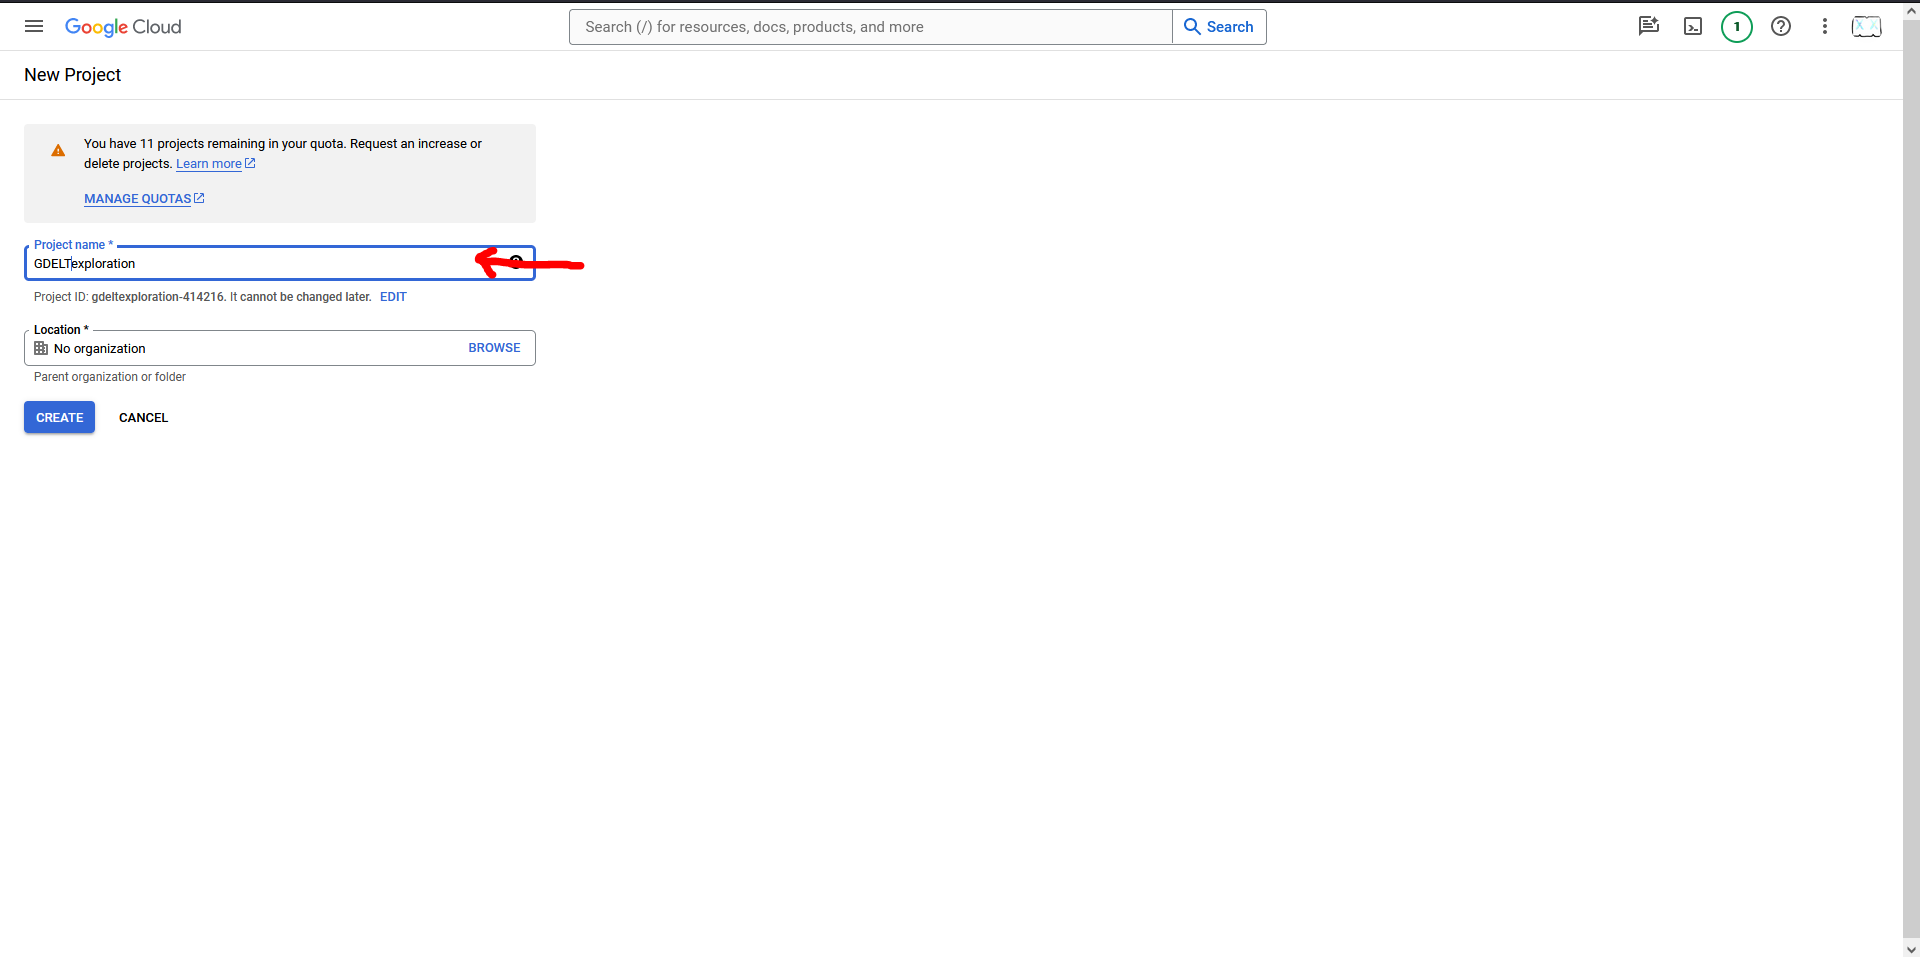 Google Cloud
Search (/) for resources, docs, products, and more
Search
1
New Project
You have 11 projects remaining in your quota. Request an increase or
delete projects. Learn more
MANAGE QUOTAS
Project name *
GDELTexploration
Project ID: gdeltexploration-414216. It cannot be changed later. EDIT
Location *
No organization
BROWSE
Parent organization or folder
CREATE
CANCEL